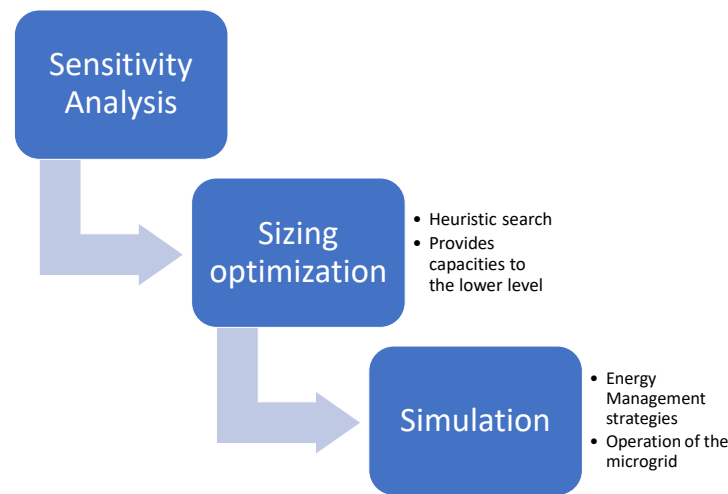 Sensitivity
Analysis
Sizing
optimization
• Heuristic search
• Provides
capacities to
the lower level
Simulation
• Energy
Management
strategies
• Operation of the
microgrid